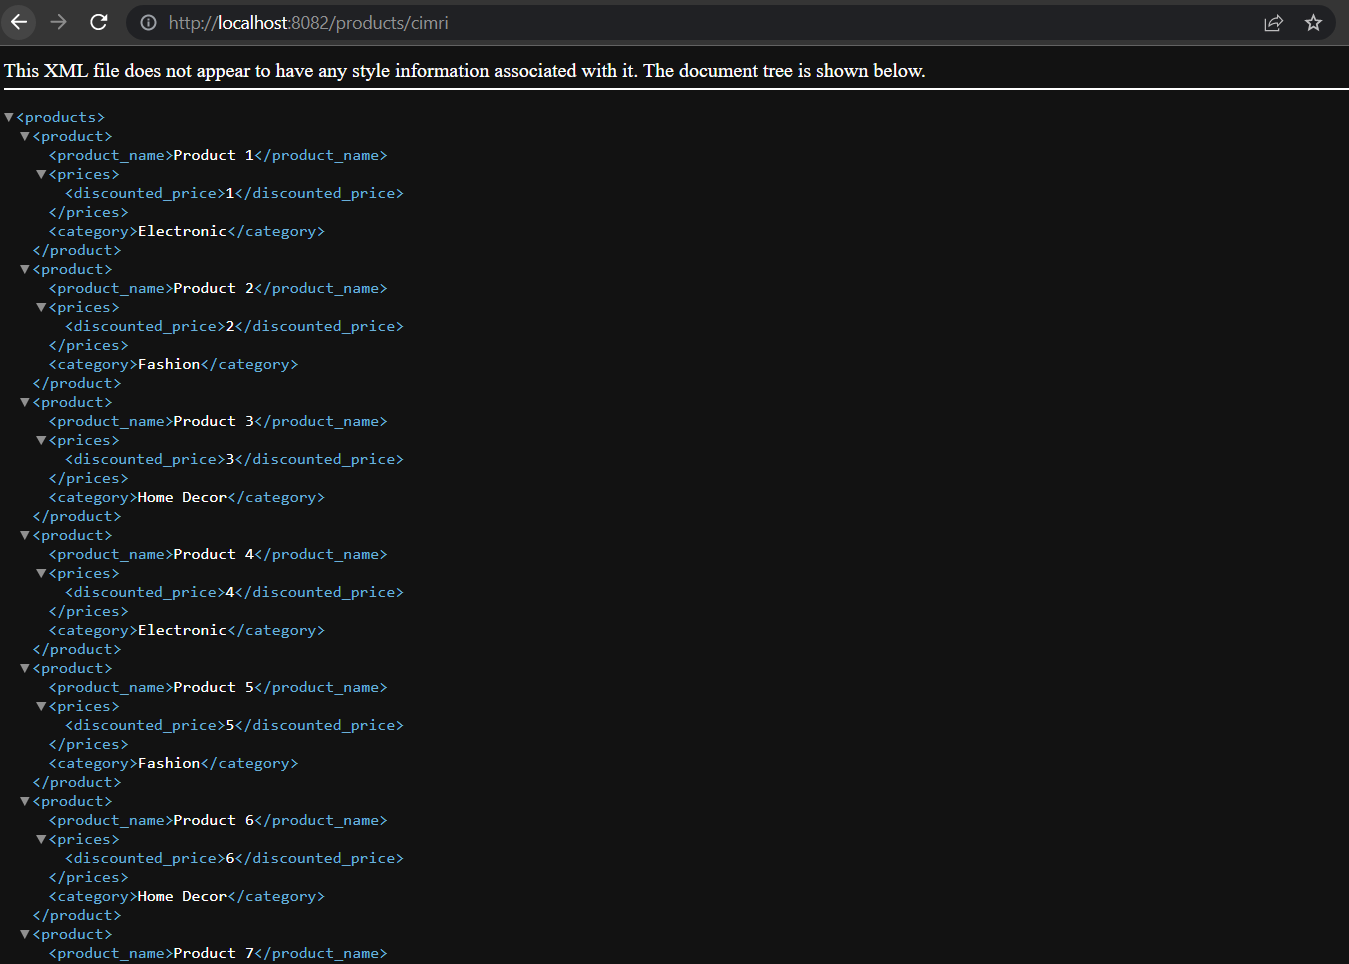 http://localhost:8082/products/cimri
This XML file does not appear to have any style information associated with it. The document tree is shown below.
<products>
<product>
<product_name>Product 1</product_name>
<prices>
<discounted_price>1</discounted_price>
</prices>
<category>Electronic</category>
</product>
<product>
<product_name>Product 2</product_name>
<prices>
<discounted_price>2</discounted_price>
</prices>
<category>Fashion</category>
</product>
<product>
<product_name>Product 3</product_name>
<prices>
<discounted_price>3</discounted_price>
</prices>
<category>Home Decor</category>
</product>
<product>
<product_name>Product 4</product_name>
<prices>
<discounted_price>4</discounted_price>
</prices>
<category>Electronic</category>
</product>
<product>
<product_name>Product 5</product_name>
<prices>
<discounted_price>5</discounted_price>
</prices>
<category>Fashion</category>
</product>
<product>
<product_name>Product 6</product_name>
<prices>
<discounted_price>6</discounted_price>
</prices>
<category>Home Decor</category>
</product>
<product>
<product_name>Product 7</product_name>